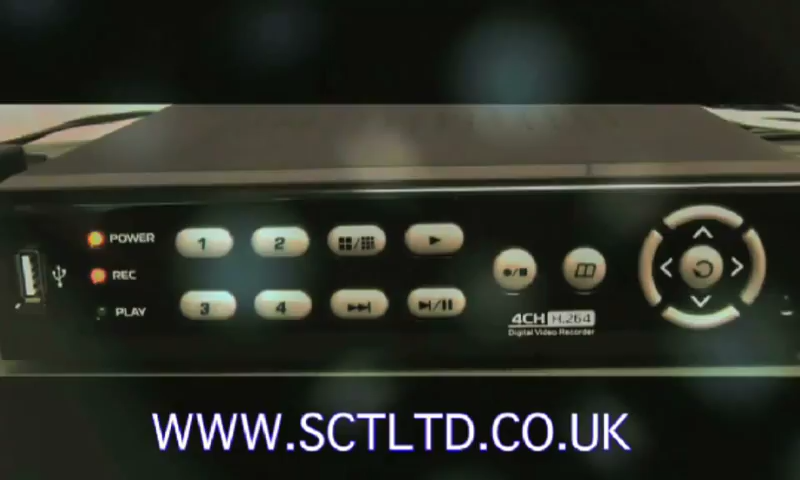 POWER
REC
PLAY
1
2
3
4
4CH H.264
Digital Video Recorder
WWW.SCTLTD.CO.UK